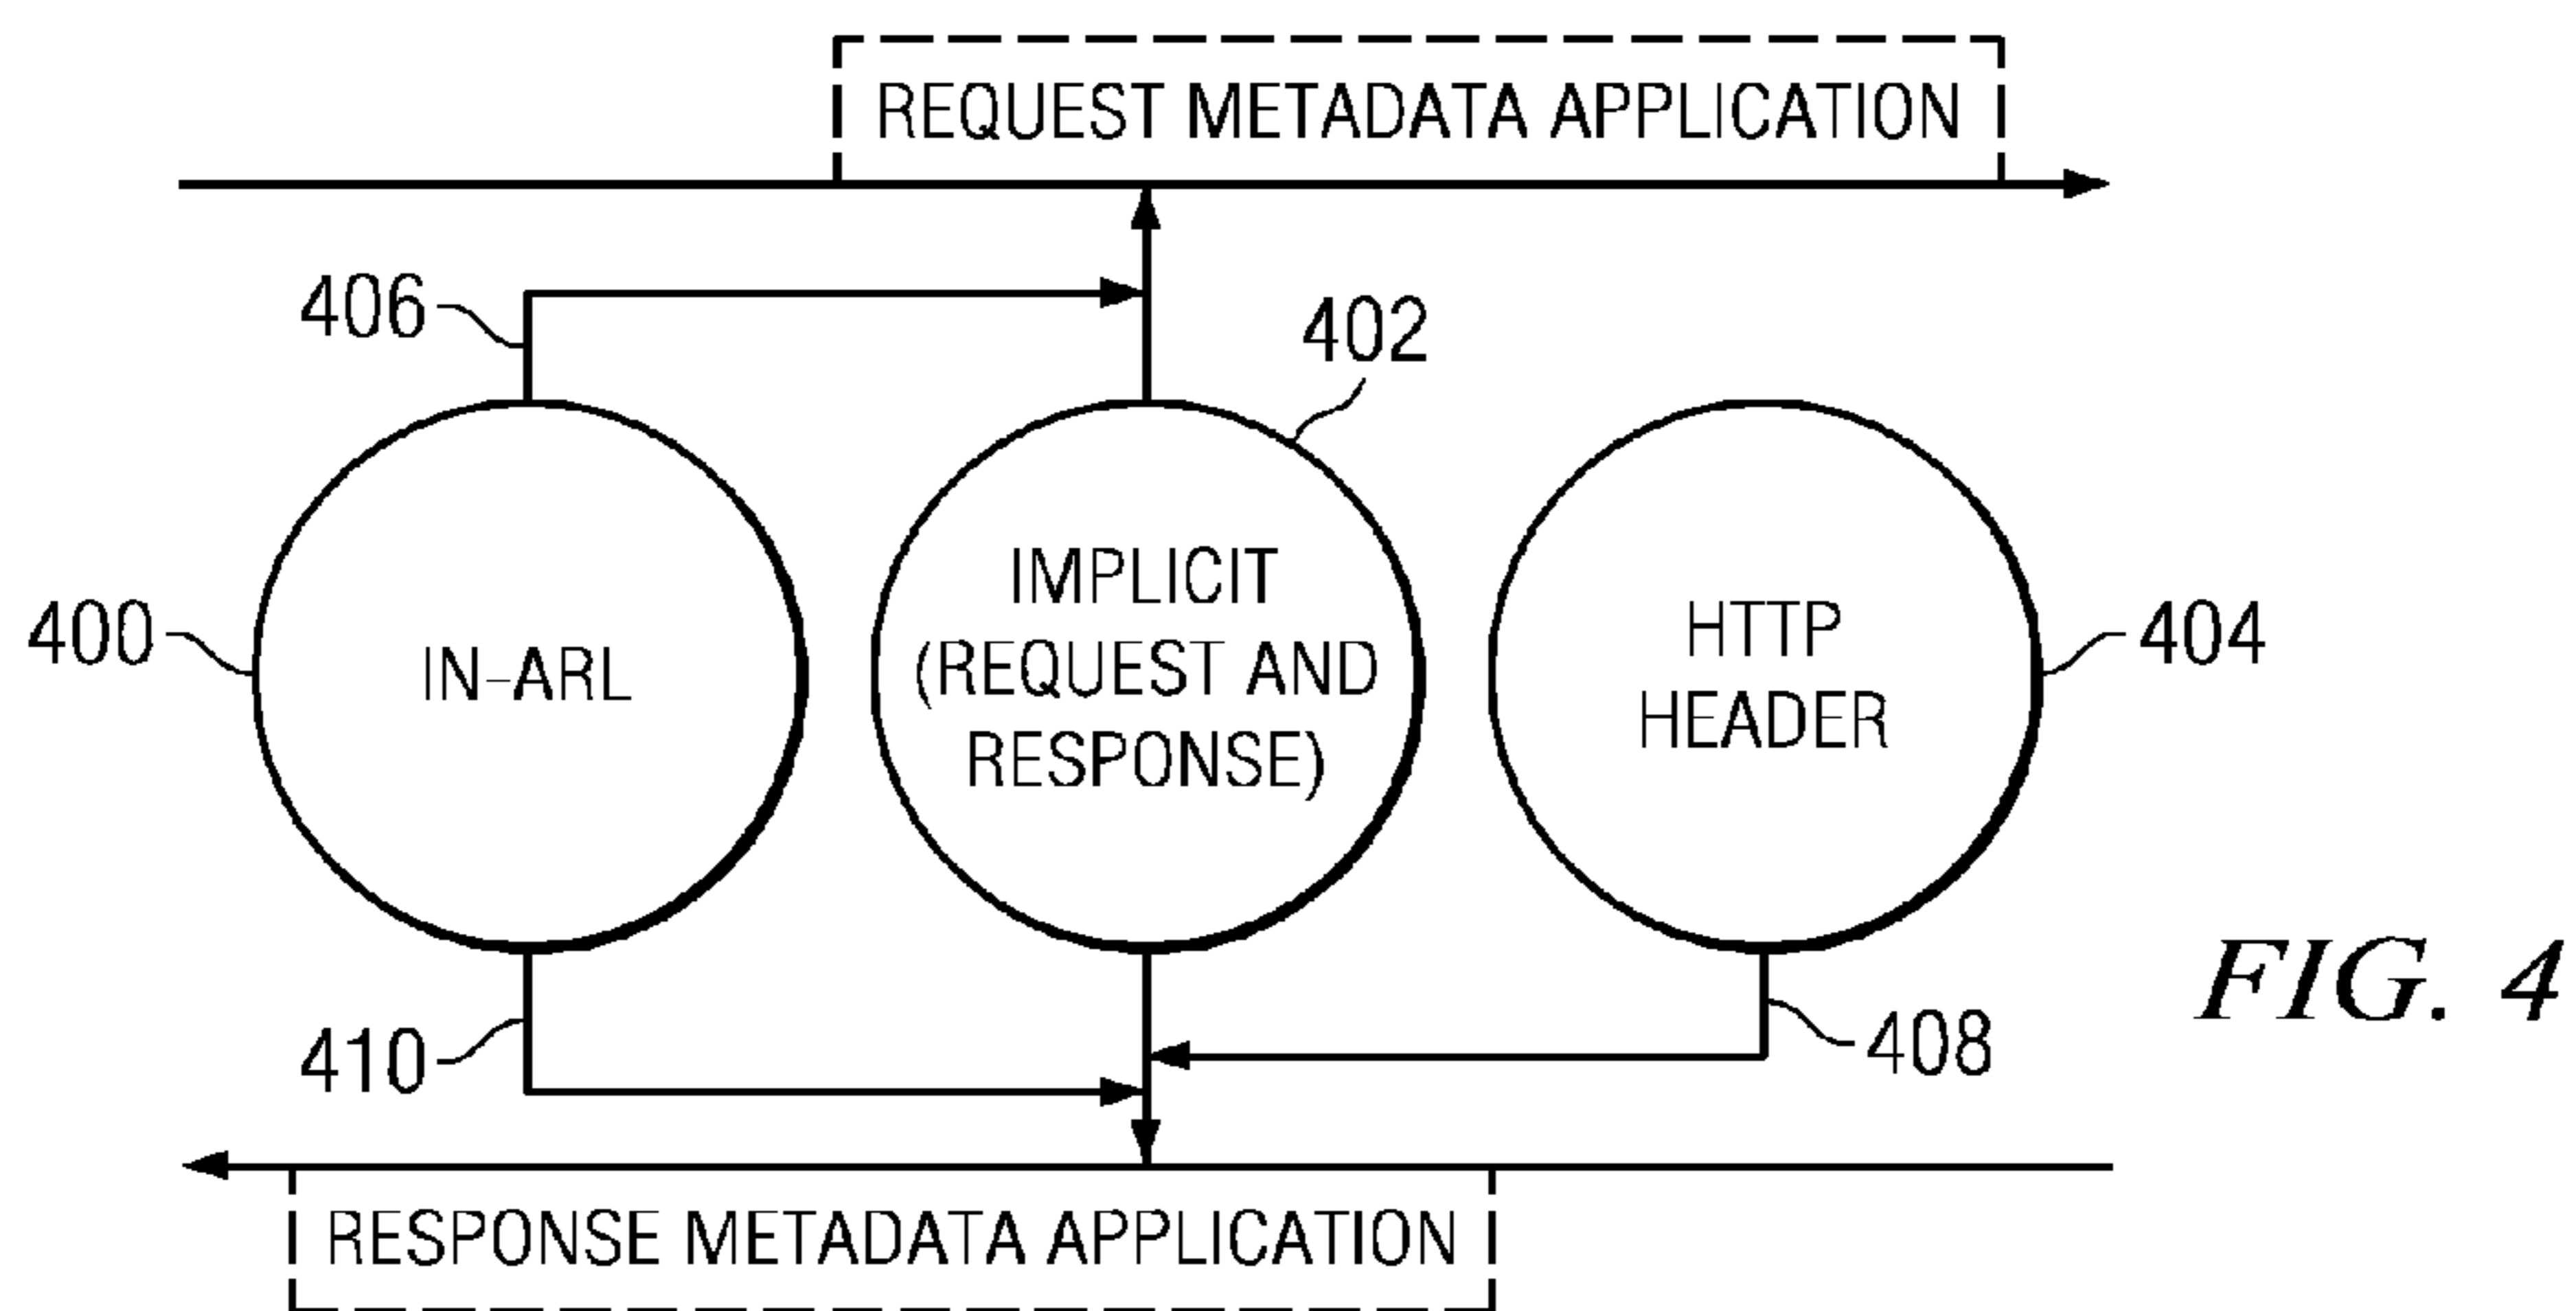 REQUEST METADATA APPLICATION
406
402
400
IN-ARL
IMPLICIT
(REQUEST AND
RESPONSE)
HTTP
HEADER
404
410
408
FIG. 4
RESPONSE METADATA APPLICATION